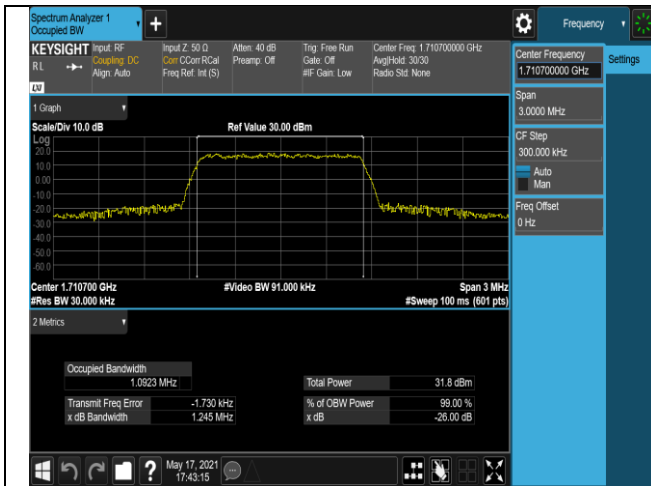 Spectrum Analyzer 1
Occupied BW
Frequency
KEYSIGHT
RL
LXI
Input: RF
Coupling: DC
Align: Auto
Input Z: 50 Ω
Corr CCorr RCal
Freq Ref: Int (S)
Atten: 40 dB
Preamp: Off
Trig: Free Run
Gate: Off
#IF Gain: Low
Center Freq: 1.710700000 GHz
Avg|Hold: 30/30
Radio Std: None
Center Frequency
1.710700000 GHz
Settings
Span
3.0000 MHz
CF Step
300.000 kHz
Auto
Man
Freq Offset
0 Hz
1 Graph
Scale/Div 10.0 dB
Ref Value 30.00 dBm
Log
20.0
10.0
0.00
-10.0
-20.0
-30.0
-40.0
-50.0
-60.0
Center 1.710700 GHz
#Video BW 91.000 kHz
Span 3 MHz
#Res BW 30.000 kHz
#Sweep 100 ms (601 pts)
2 Metrics
Occupied Bandwidth
1.0923 MHz
Total Power 31.8 dBm
Transmit Freq Error -1.730 kHz
% of OBW Power 99.00 %
x dB Bandwidth 1.245 MHz
x dB -26.00 dB
May 17, 2021
17:43:15